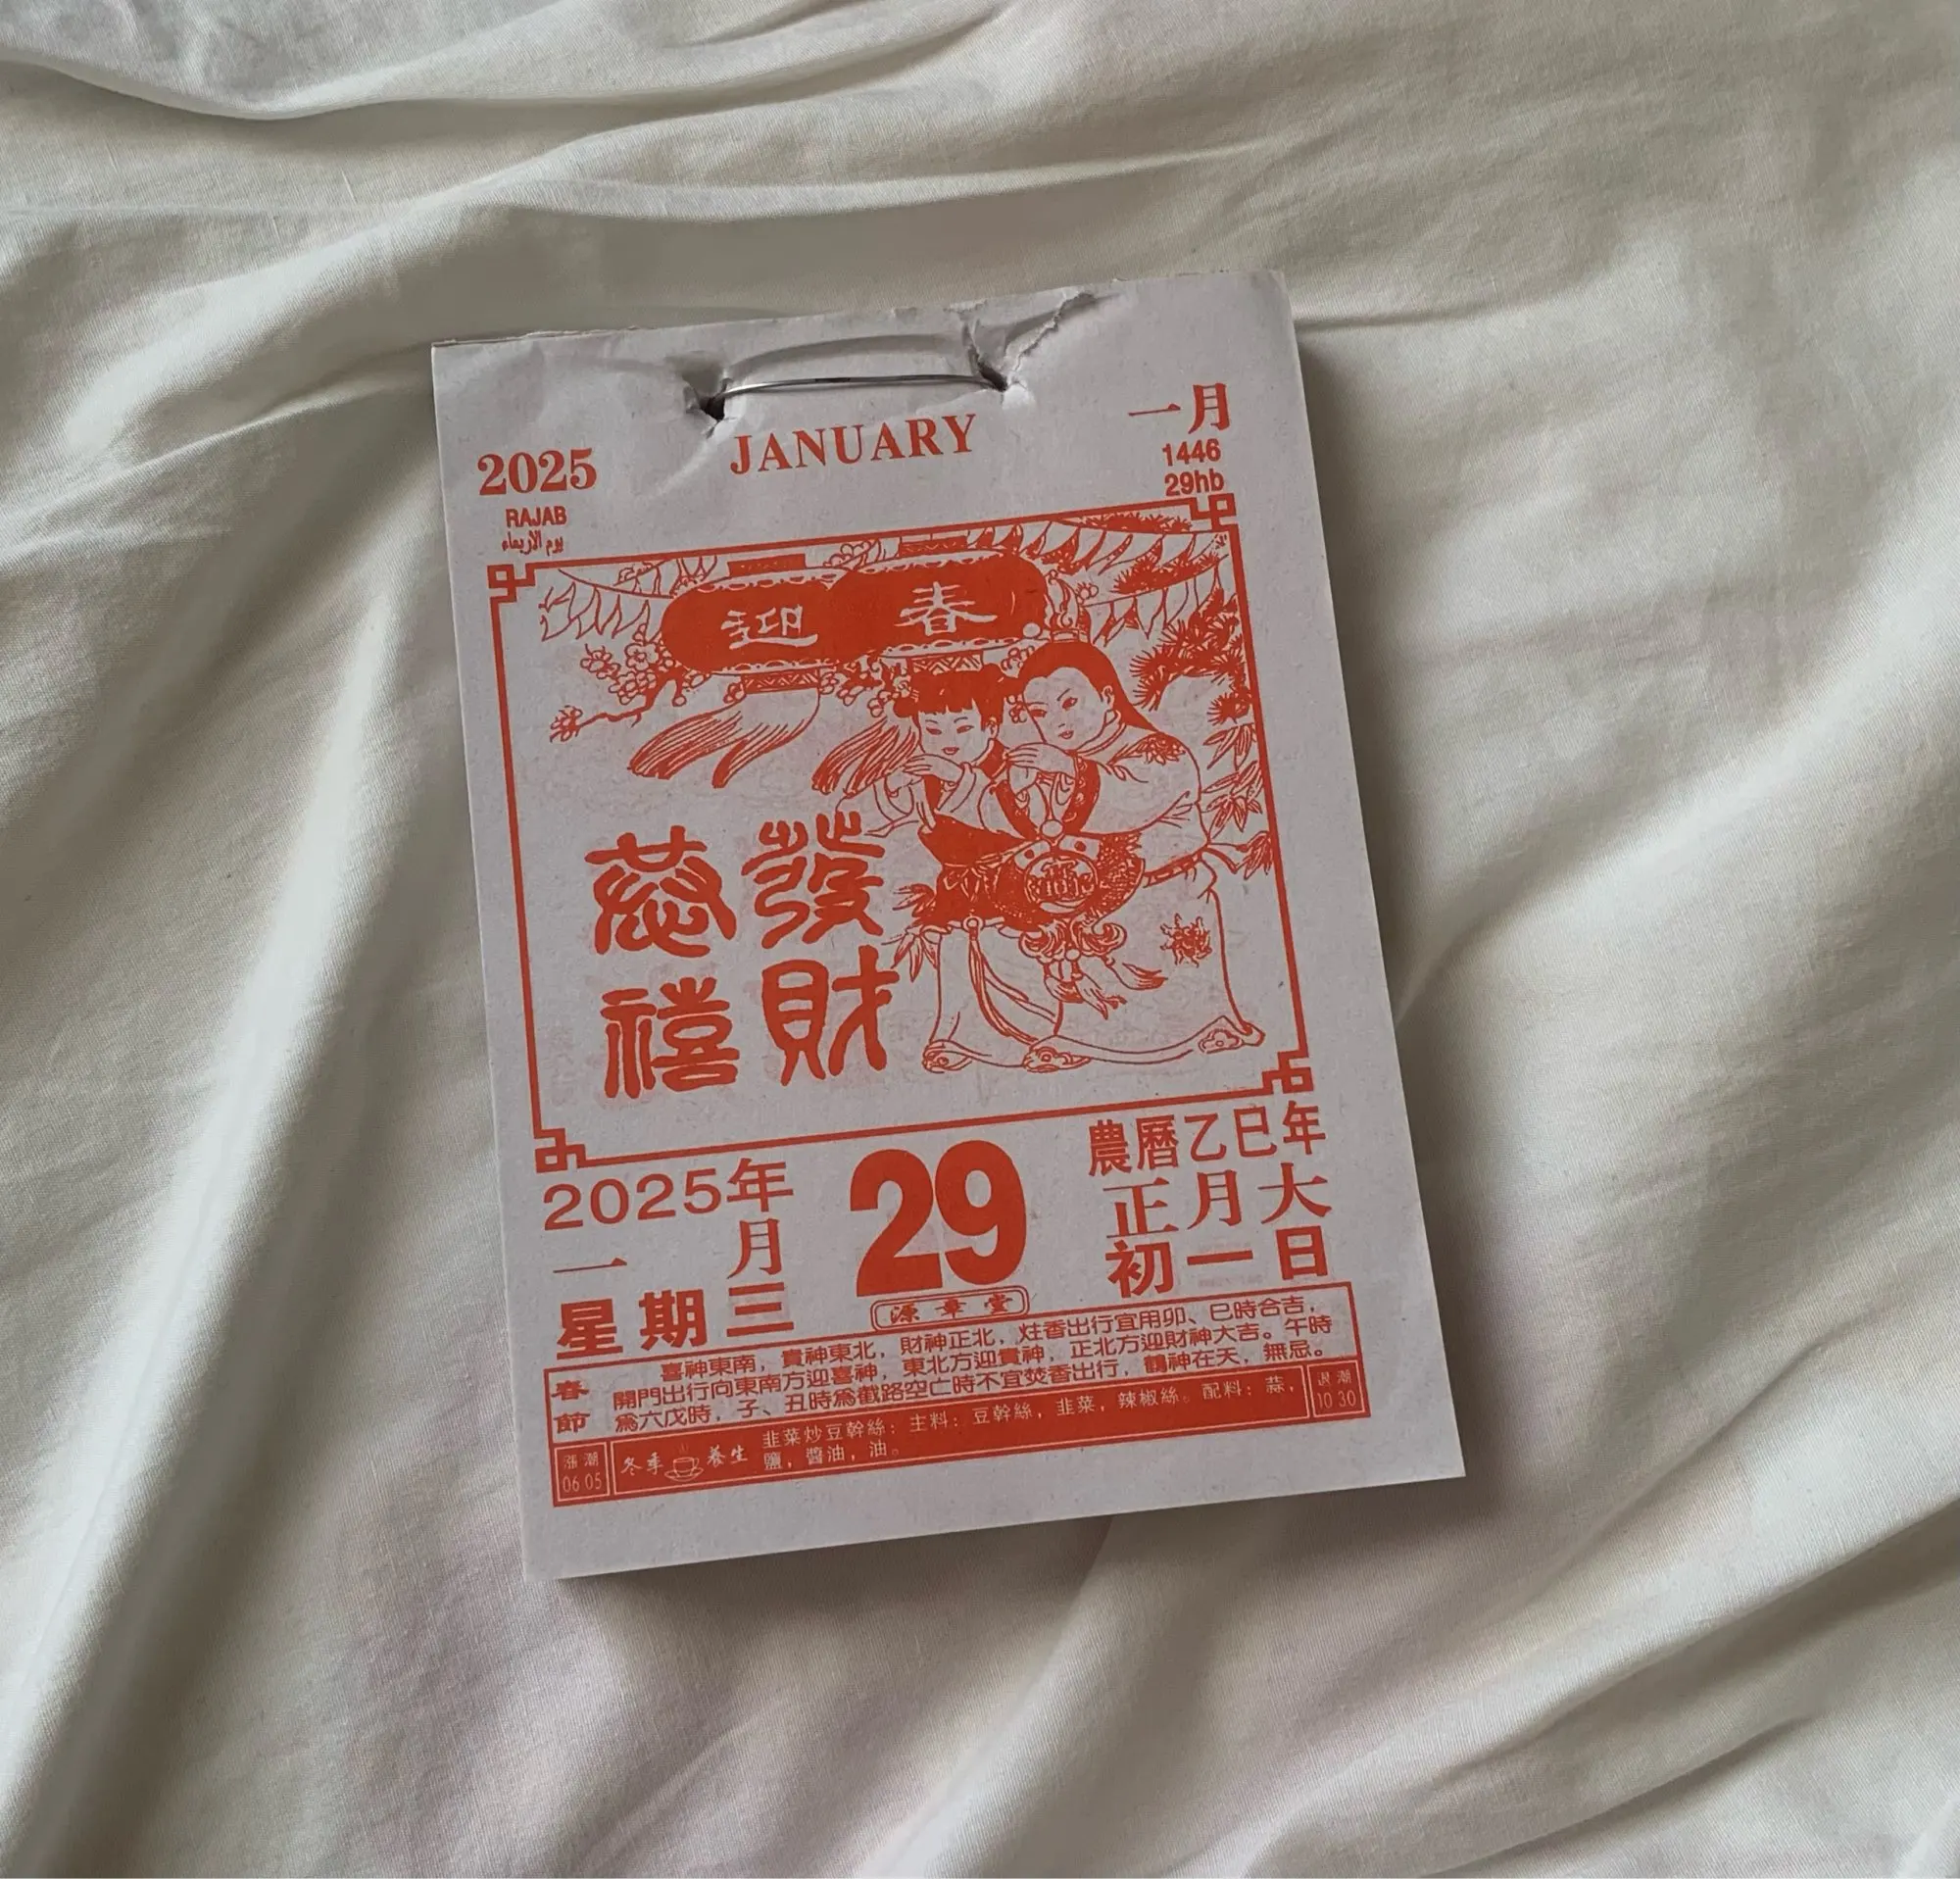 JANUARY
一月
2025
1446
29hb
RAJAB
يوم الاربعاء
迎春
恭發
禧財
2025年
一月
星期三
29
農曆乙巳年
正月大
初一日
源章堂
春節
喜神東南，貴神東北，財神正北，炷香出行宜用卯、巳時合吉，
開門出行向東南方迎喜神，東北方迎貴神，正北方迎財神大吉。午時
為六戊時，子、丑時為截路空亡時不宜焚香出行，鶴神在天，無忌。
漲潮
06 05
冬季養生
韭菜炒豆幹絲：主料：豆幹絲，韭菜，辣椒絲。配料：蒜，
鹽，醬油，油。
退潮
10 30